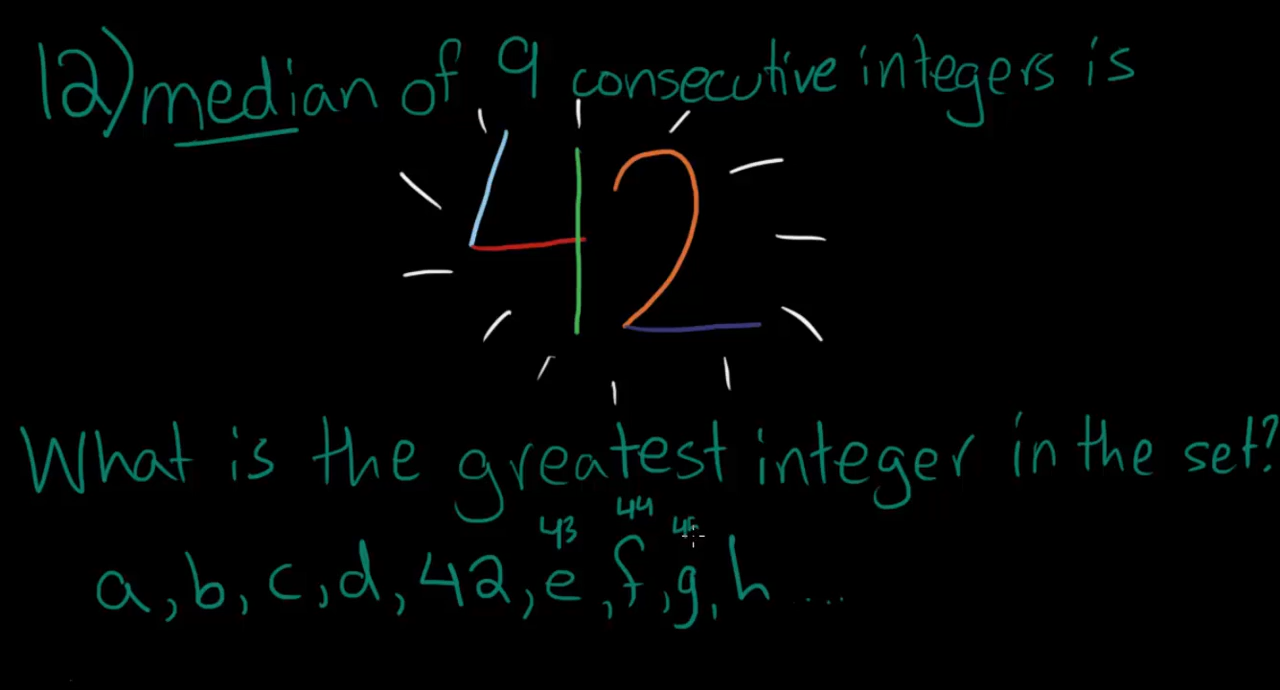 12) median of 9 consecutive integers is
42
What is the greatest integer in the set?
43 44 45
a, b, c, d, 42, e, f, g, h ...